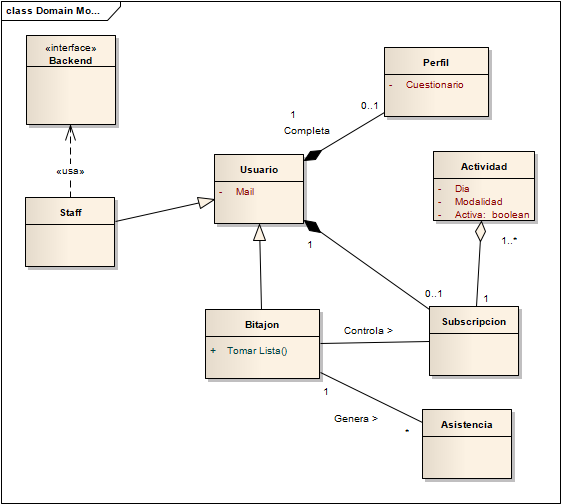 class Domain Mo...
«interface»
Backend
Perfil
- Cuestionario
0..1
1
Completa
«usa»
Usuario
- Mail
Actividad
- Dia
- Modalidad
- Activa: boolean
Staff
1
1..*
0..1
1
Bitajon
+ Tomar Lista()
Controla >
Subscripcion
1
Genera >
*
Asistencia